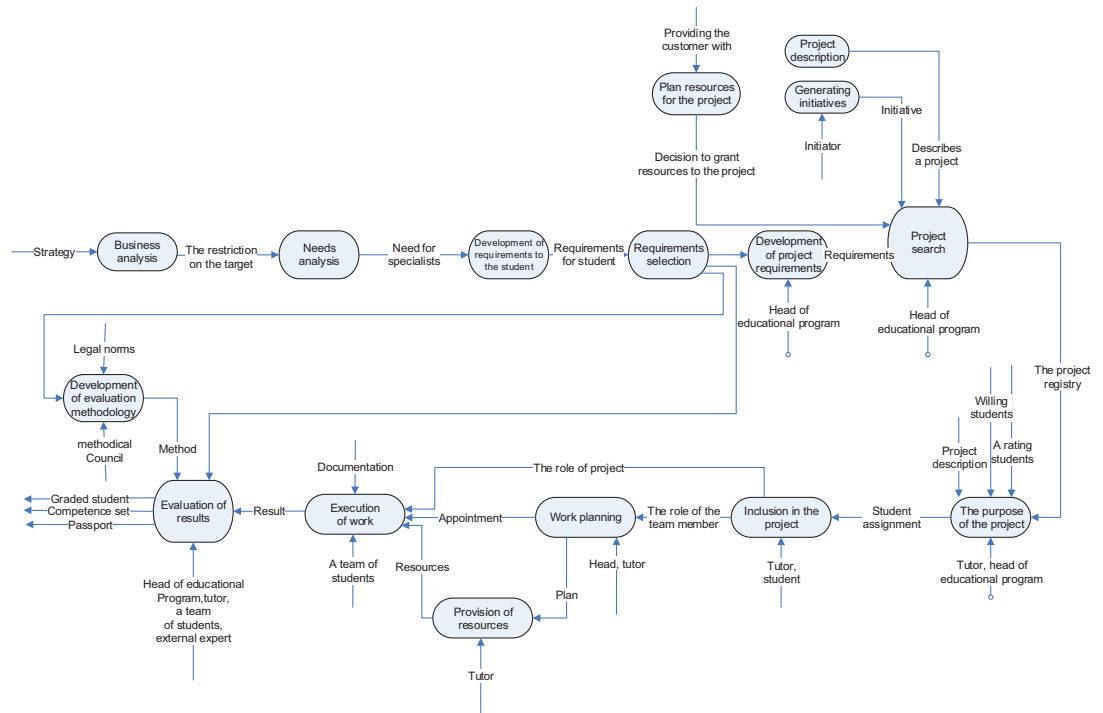 Providing the
customer with
Project
description
Plan resources
for the project
Generating
initiatives
Initiative
Initiator
Describes
a project
Decision to grant
resources to the project
Strategy
Business
analysis
The restriction
on the target
Needs
analysis
Need for
specialists
Development of
requirements to
the student
Requirements
for student
Requirements
selection
Development
of project
requirements
Requirements
Project
search
Head of
educational program
Head of
educational program
The project
registry
Legal norms
Development
of evaluation
methodology
methodical
Council
Method
Willing
students
A rating
students
Project
description
Documentation
The role of project
Graded student
Competence set
Passport
Evaluation of
results
Result
Execution
of work
Appointment
Work planning
The role of the
team member
Inclusion in the
project
Student
assignment
The purpose
of the project
A team of
students
Resources
Head, tutor
Tutor,
student
Tutor, head of
educational program
Plan
Head of educational
Program,tutor,
a team
of students,
external expert
Provision of
resources
Tutor